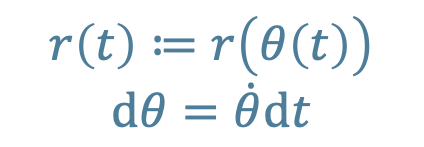 r(t) ≔ r(θ(t))
dθ = θ̇dt